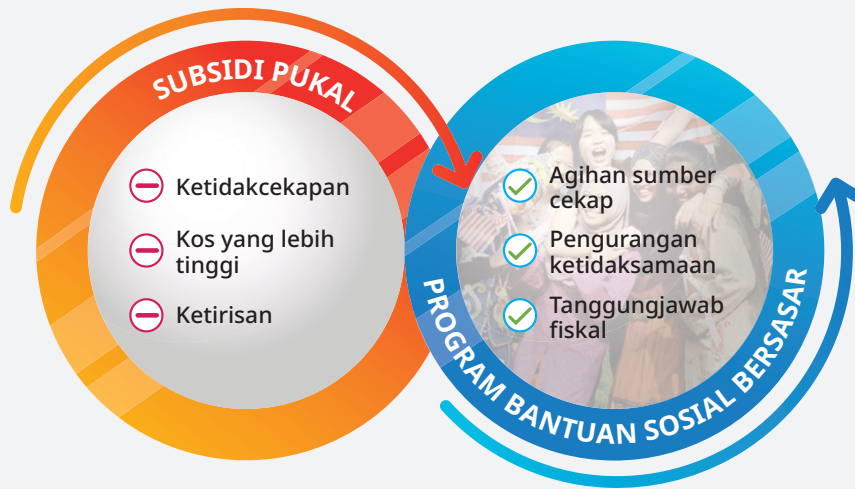 SUBSIDI PUKAL
Ketidakcekapan
Kos yang lebih
tinggi
Ketirisan
Agihan sumber
cekap
Pengurangan
ketidaksamaan
Tanggungjawab
fiskal
PROGRAM BANTUAN SOSIAL BERSASAR